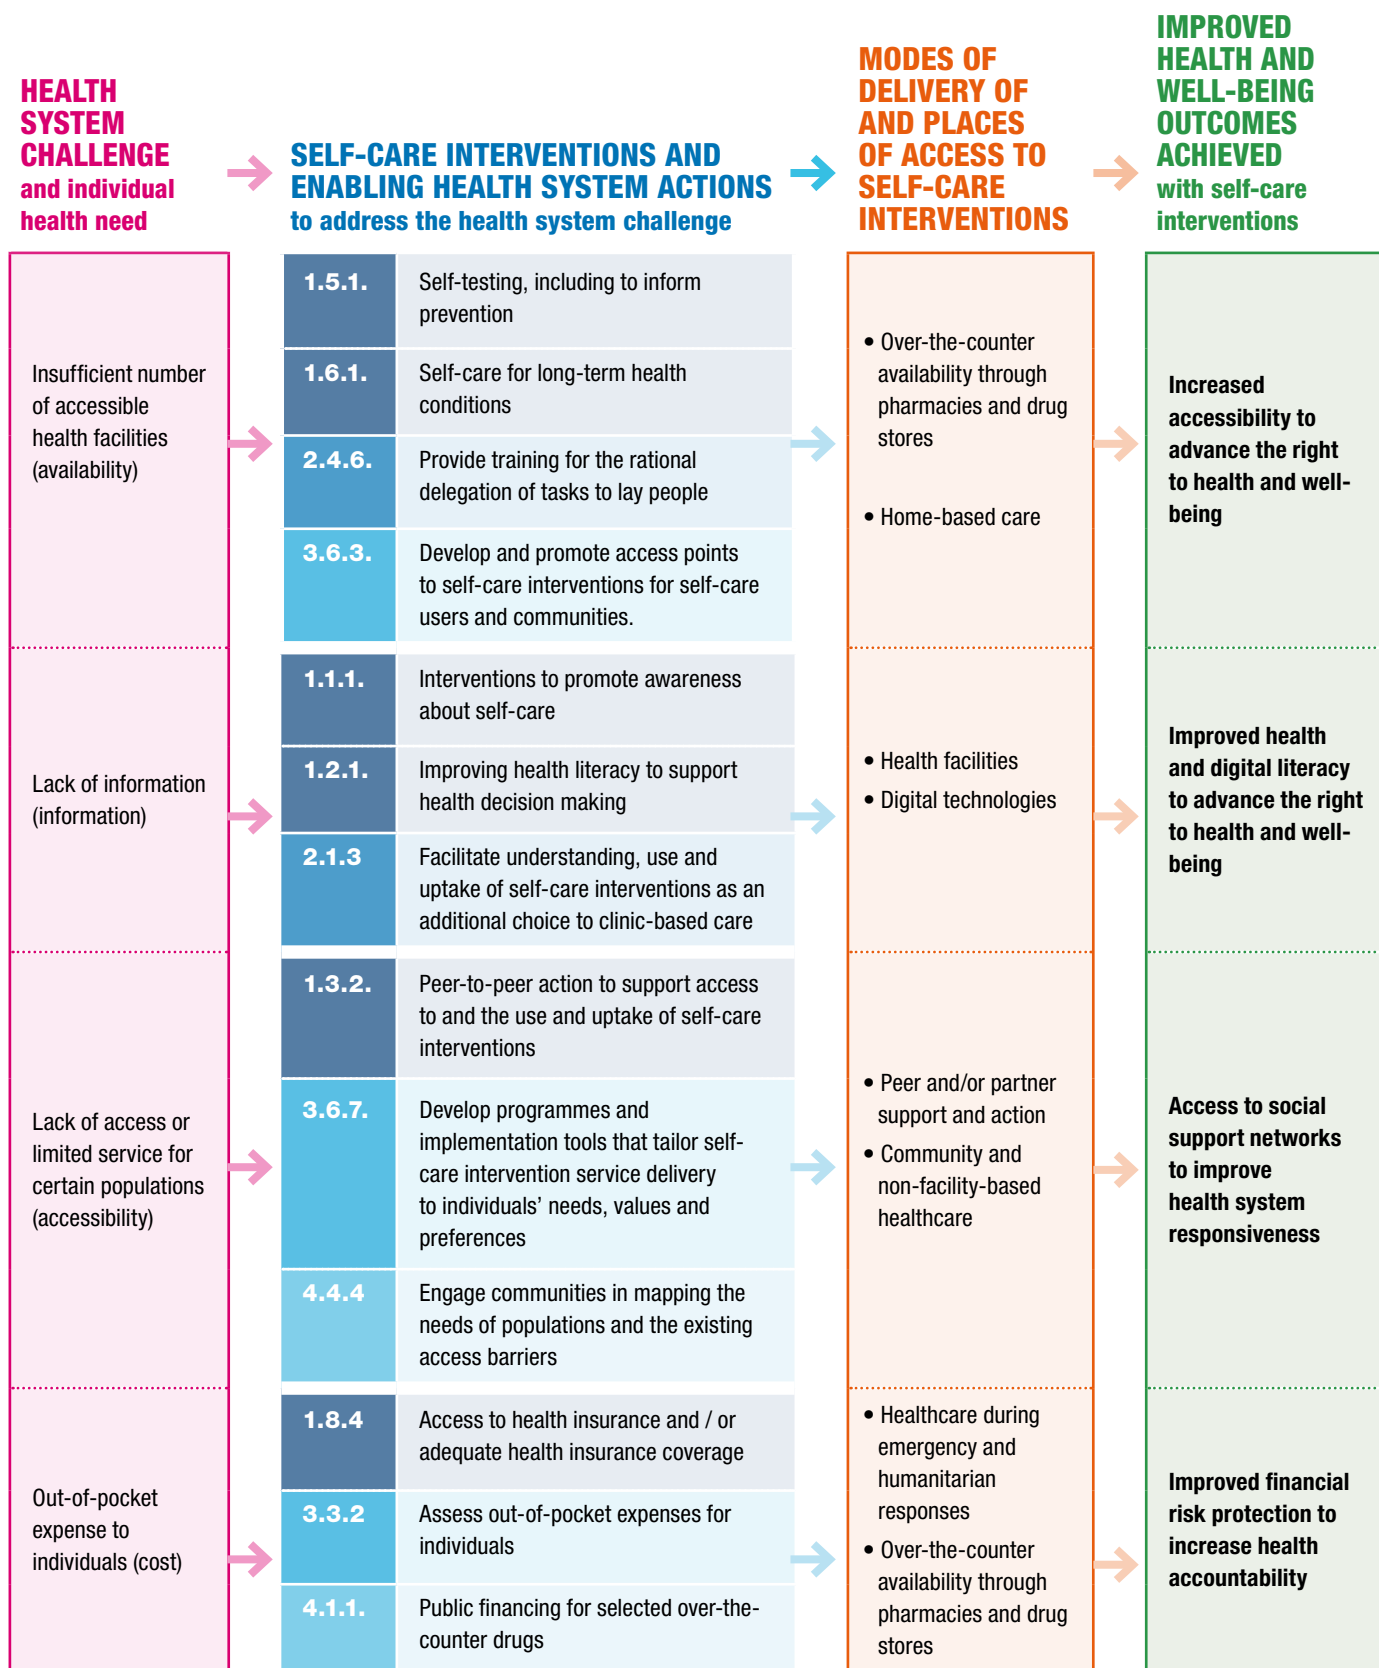 HEALTH
SYSTEM
CHALLENGE
and individual
health need
SELF-CARE INTERVENTIONS AND
ENABLING HEALTH SYSTEM ACTIONS
to address the health system challenge
MODES OF
DELIVERY OF
AND PLACES
OF ACCESS TO
SELF-CARE
INTERVENTIONS
IMPROVED
HEALTH AND
WELL-BEING
OUTCOMES
ACHIEVED
with self-care
interventions
Insufficient number
of accessible
health facilities
(availability)
1.5.1. Self-testing, including to inform
prevention
1.6.1. Self-care for long-term health
conditions
2.4.6. Provide training for the rational
delegation of tasks to lay people
3.6.3. Develop and promote access points
to self-care interventions for self-care
users and communities.
• Over-the-counter
availability through
pharmacies and drug
stores
• Home-based care
Increased
accessibility to
advance the right
to health and well-
being
Lack of information
(information)
1.1.1. Interventions to promote awareness
about self-care
1.2.1. Improving health literacy to support
health decision making
2.1.3 Facilitate understanding, use and
uptake of self-care interventions as an
additional choice to clinic-based care
• Health facilities
• Digital technologies
Improved health
and digital literacy
to advance the right
to health and well-
being
Lack of access or
limited service for
certain populations
(accessibility)
1.3.2. Peer-to-peer action to support access
to and the use and uptake of self-care
interventions
3.6.7. Develop programmes and
implementation tools that tailor self-
care intervention service delivery
to individuals’ needs, values and
preferences
4.4.4 Engage communities in mapping the
needs of populations and the existing
access barriers
• Peer and/or partner
support and action
• Community and
non-facility-based
healthcare
Access to social
support networks
to improve
health system
responsiveness
Out-of-pocket
expense to
individuals (cost)
1.8.4 Access to health insurance and / or
adequate health insurance coverage
3.3.2 Assess out-of-pocket expenses for
individuals
4.1.1. Public financing for selected over-the-
counter drugs
• Healthcare during
emergency and
humanitarian
responses
• Over-the-counter
availability through
pharmacies and drug
stores
Improved financial
risk protection to
increase health
accountability